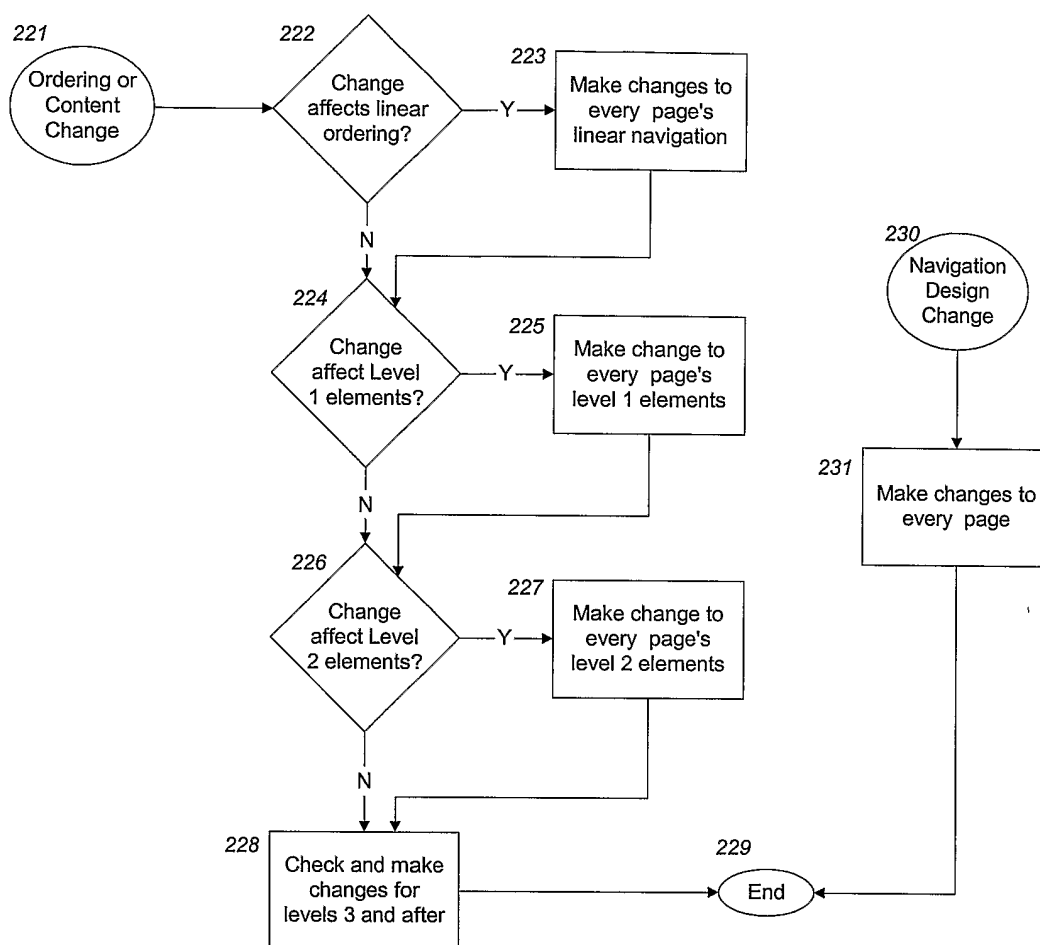 221
Ordering or
Content
Change
222
Change
affects linear
ordering?
Y
223
Make changes to
every page's
linear navigation
N
224
Change
affect Level
1 elements?
Y
225
Make change to
every page's
level 1 elements
N
226
Change
affect Level
2 elements?
Y
227
Make change to
every page's
level 2 elements
N
228
Check and make
changes for
levels 3 and after
229
End
230
Navigation
Design
Change
231
Make changes to
every page